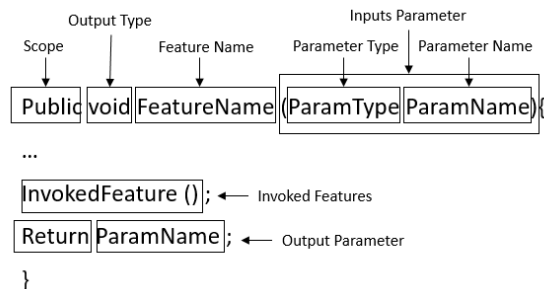 Inputs Parameter
Output Type
Scope Feature Name Parameter Type Parameter Name
Public void FeatureName (ParamType ParamName){
...
InvokedFeature () ; Invoked Features
Return ParamName ; Output Parameter
}